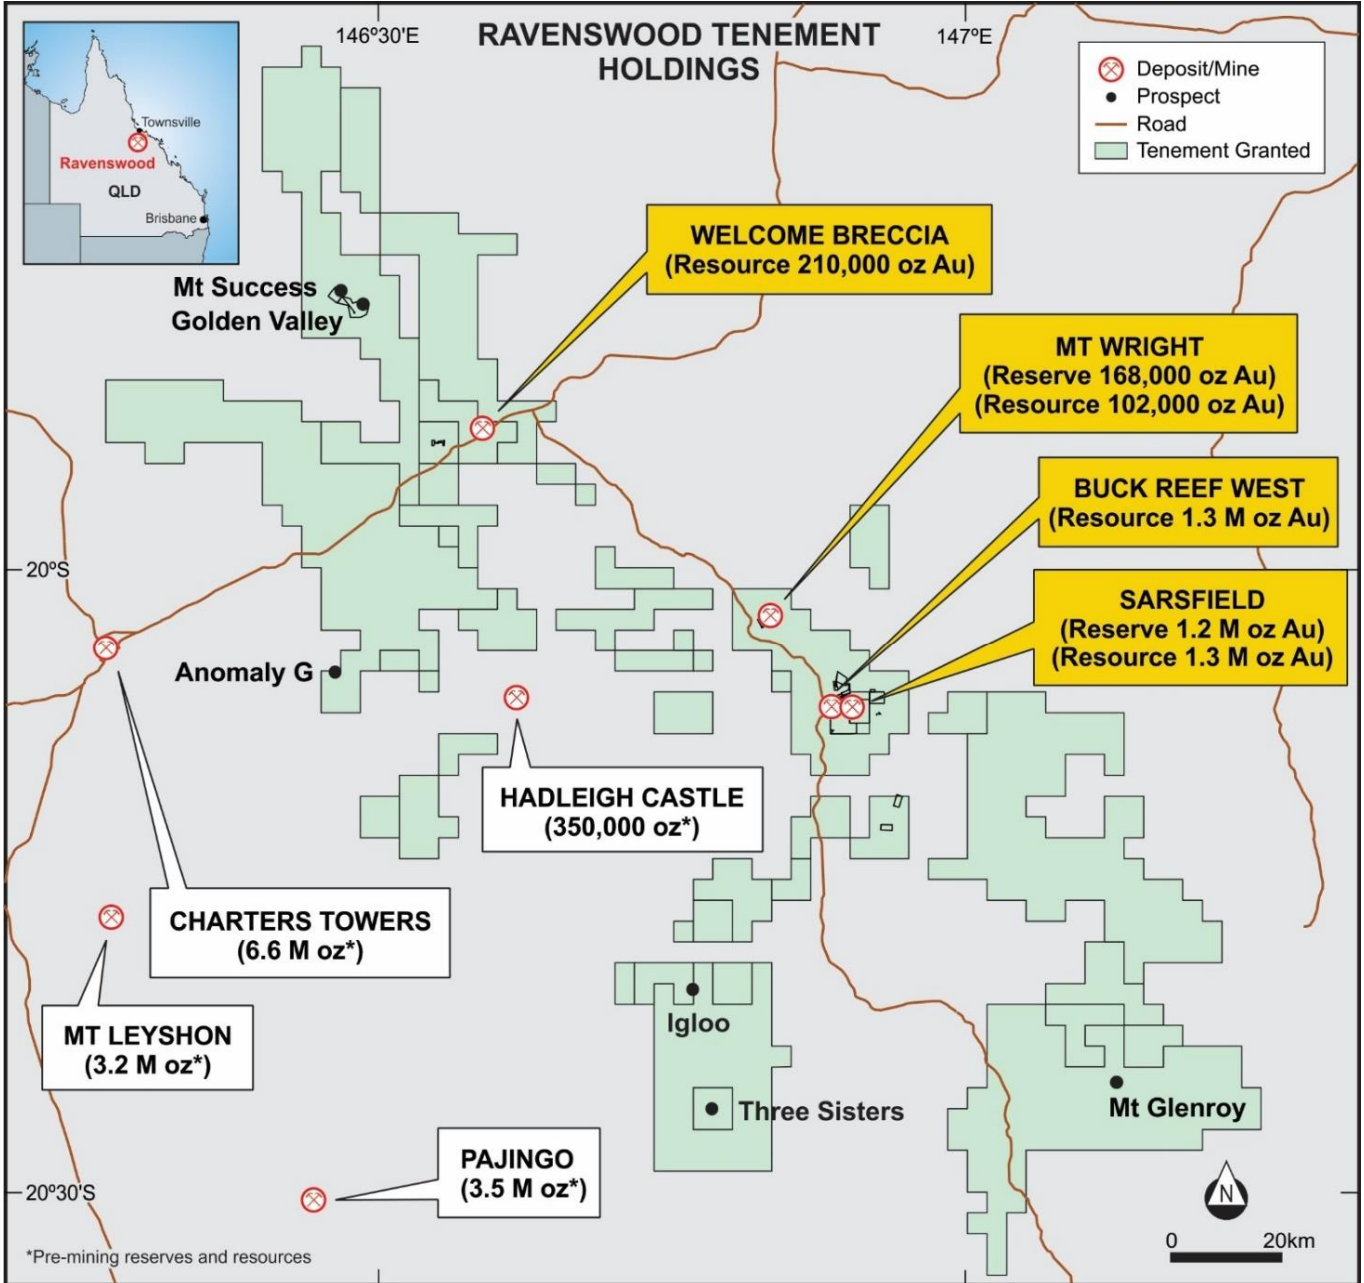 RAVENSWOOD TENEMENT
HOLDINGS
146º30'E
147ºE
Deposit/Mine
Prospect
Road
Tenement Granted
Townsville
Ravenswood
QLD
Brisbane
WELCOME BRECCIA
(Resource 210,000 oz Au)
Mt Success
Golden Valley
MT WRIGHT
(Reserve 168,000 oz Au)
(Resource 102,000 oz Au)
BUCK REEF WEST
(Resource 1.3 M oz Au)
20ºS
SARSFIELD
(Reserve 1.2 M oz Au)
(Resource 1.3 M oz Au)
Anomaly G
HADLEIGH CASTLE
(350,000 oz*)
CHARTERS TOWERS
(6.6 M oz*)
MT LEYSHON
(3.2 M oz*)
Igloo
Three Sisters
Mt Glenroy
PAJINGO
(3.5 M oz*)
20º30'S
N
0 20km
*Pre-mining reserves and resources